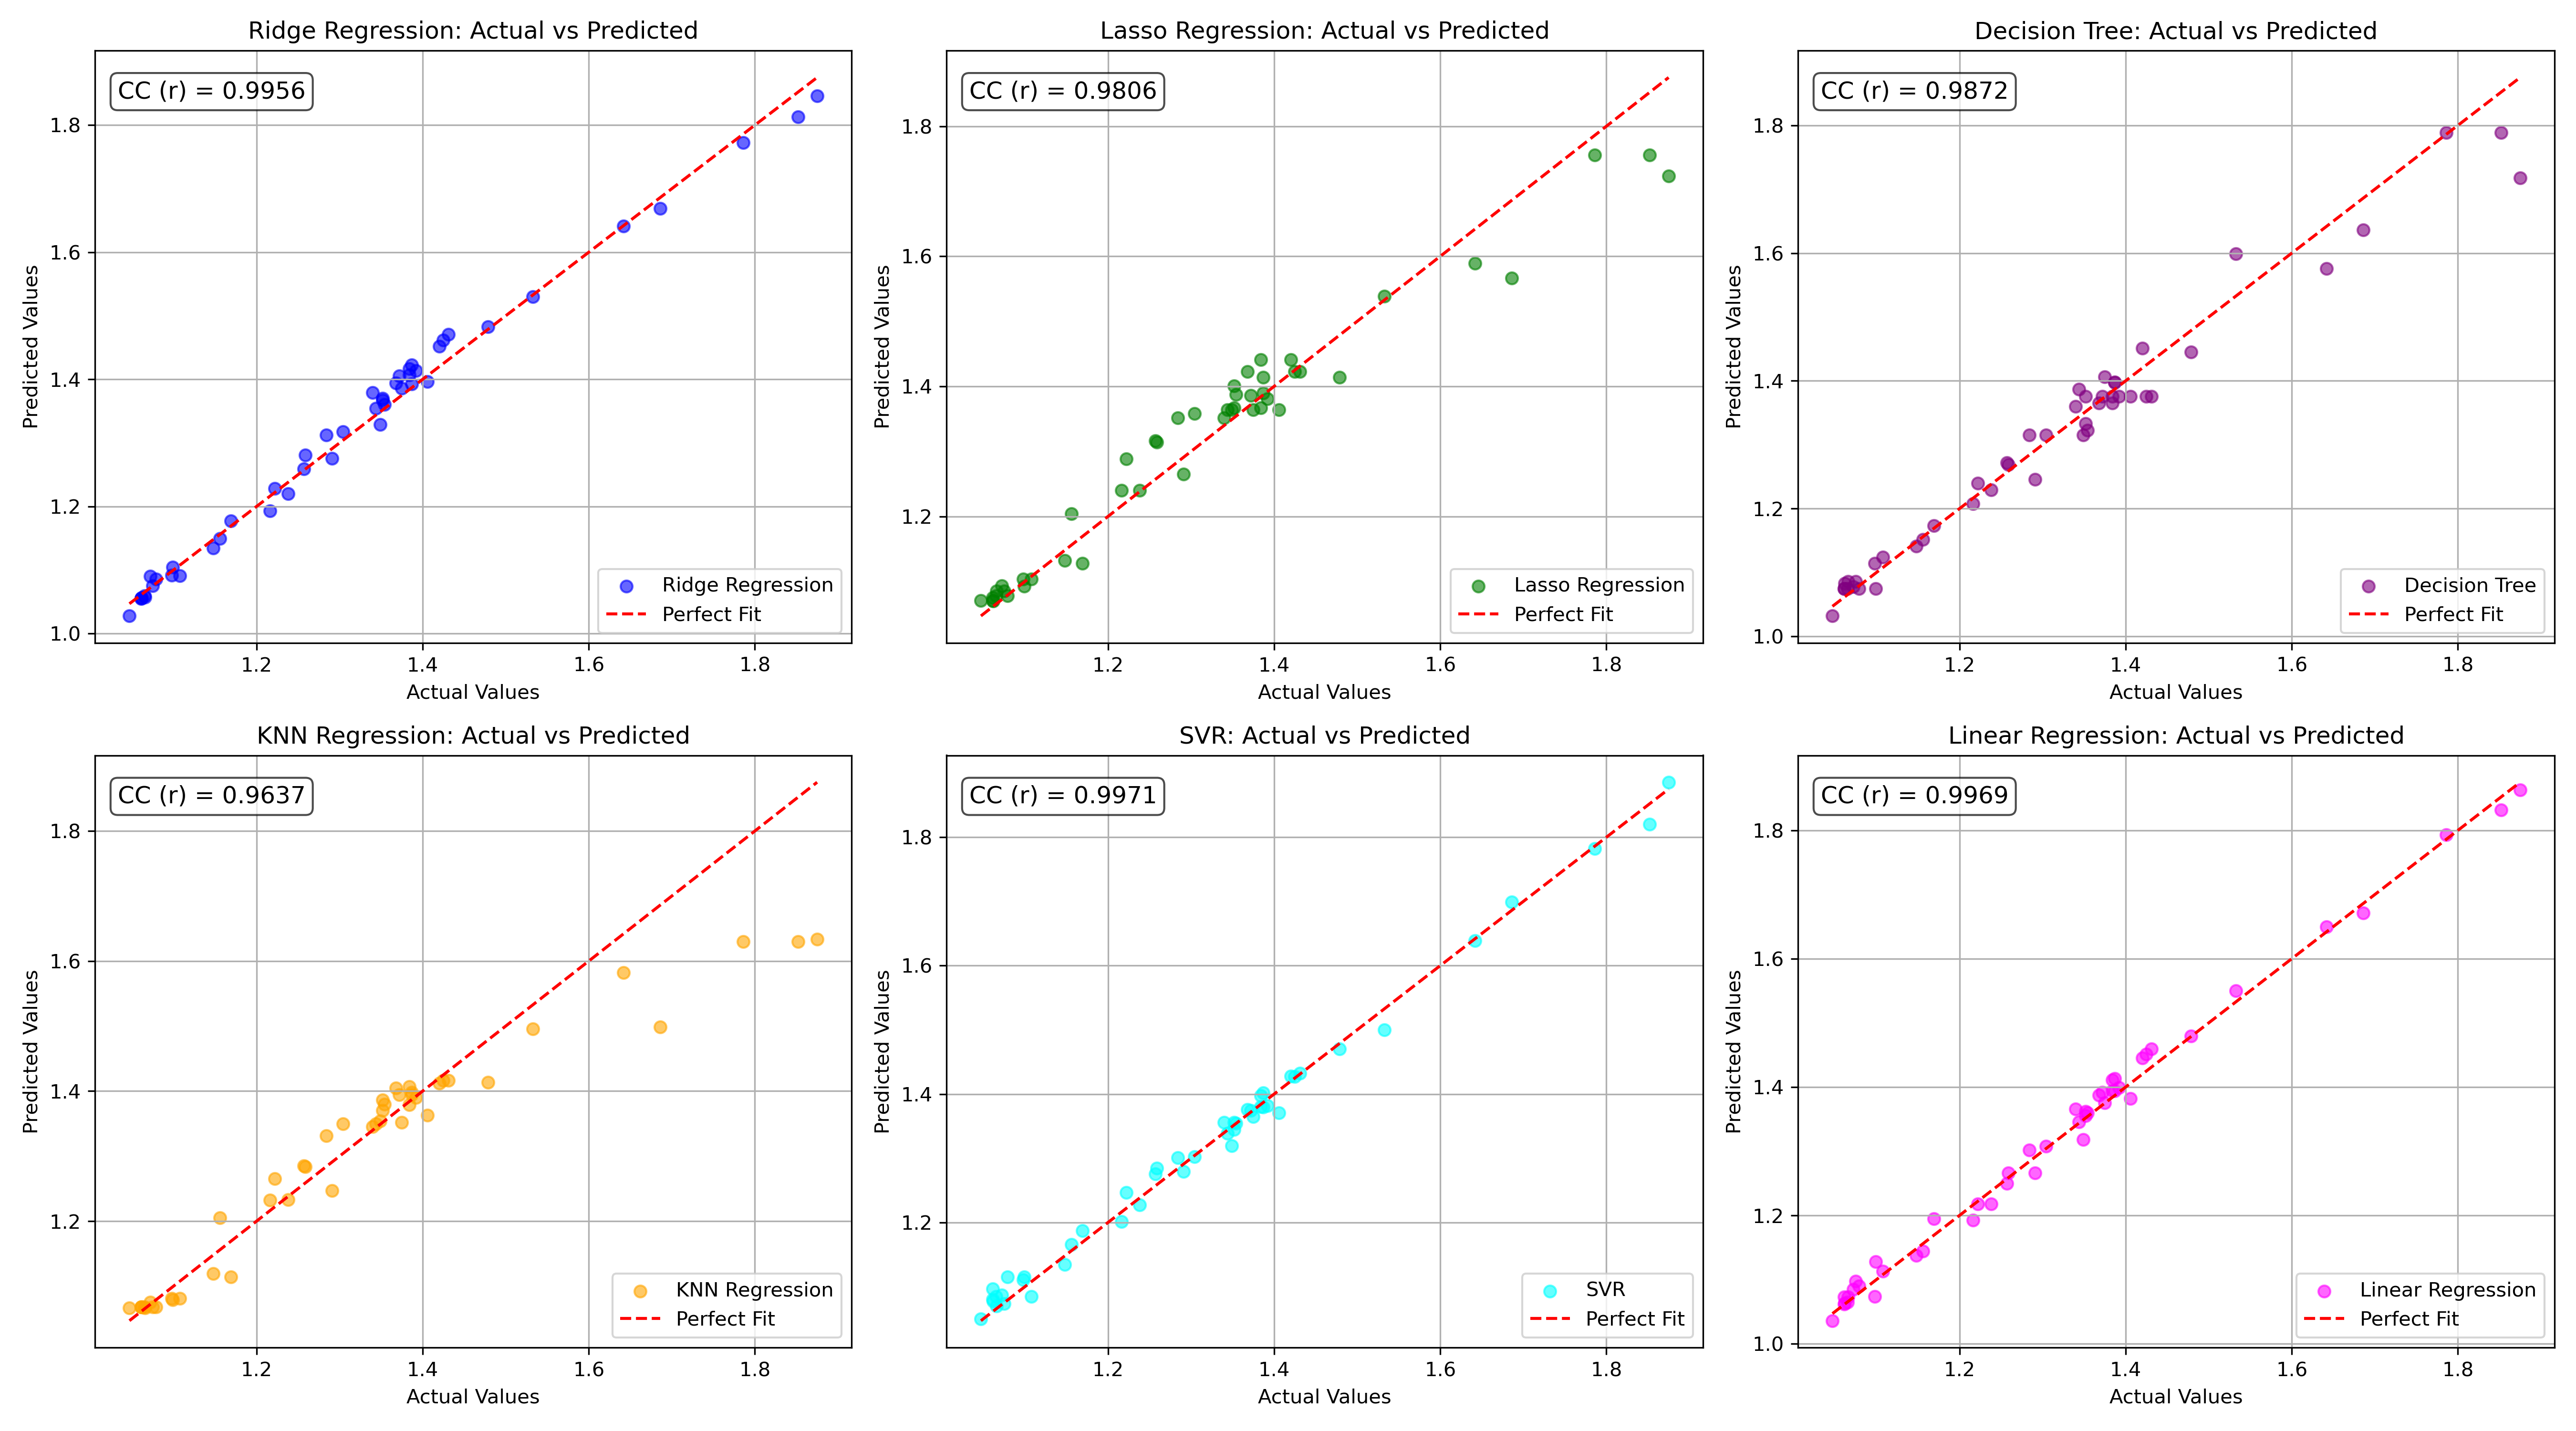 Ridge Regression: Actual vs Predicted
CC (r) = 0.9956
Predicted Values
1.8
1.6
1.4
1.2
1.0
Ridge Regression
Perfect Fit
1.2 1.4 1.6 1.8
Actual Values
Lasso Regression: Actual vs Predicted
CC (r) = 0.9806
Predicted Values
1.8
1.6
1.4
1.2
Lasso Regression
Perfect Fit
1.2 1.4 1.6 1.8
Actual Values
Decision Tree: Actual vs Predicted
CC (r) = 0.9872
Predicted Values
1.8
1.6
1.4
1.2
1.0
Decision Tree
Perfect Fit
1.2 1.4 1.6 1.8
Actual Values
KNN Regression: Actual vs Predicted
CC (r) = 0.9637
Predicted Values
1.8
1.6
1.4
1.2
KNN Regression
Perfect Fit
1.2 1.4 1.6 1.8
Actual Values
SVR: Actual vs Predicted
CC (r) = 0.9971
Predicted Values
1.8
1.6
1.4
1.2
SVR
Perfect Fit
1.2 1.4 1.6 1.8
Actual Values
Linear Regression: Actual vs Predicted
CC (r) = 0.9969
Predicted Values
1.8
1.6
1.4
1.2
1.0
Linear Regression
Perfect Fit
1.2 1.4 1.6 1.8
Actual Values